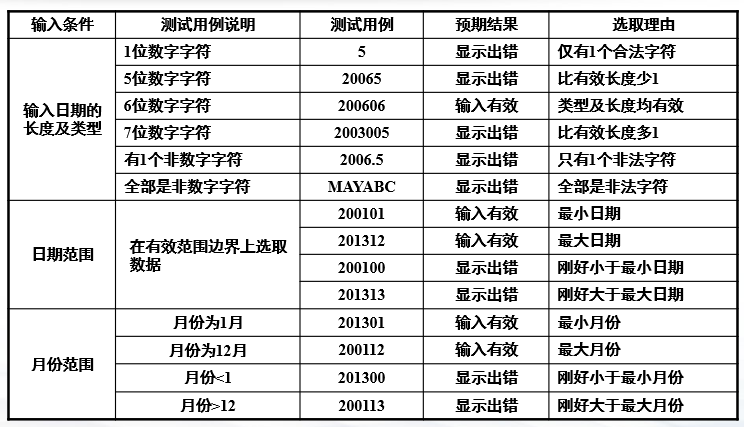 输入条件 测试用例说明 测试用例 预期结果 选取理由
输入日期的长度及类型 1位数字字符 5 显示出错 仅有1个合法字符
5位数字字符 20065 显示出错 比有效长度少1
6位数字字符 200606 输入有效 类型及长度均有效
7位数字字符 2003005 显示出错 比有效长度多1
有1个非数字字符 2006.5 显示出错 只有1个非法字符
全部是非数字字符 MAYABC 显示出错 全部是非法字符
日期范围 在有效范围边界上选取数据 200101 输入有效 最小日期
201312 输入有效 最大日期
200100 显示出错 刚好小于最小日期
201313 显示出错 刚好大于最大日期
月份范围 月份为1月 201301 输入有效 最小月份
月份为12月 200112 输入有效 最大月份
月份<1 201300 显示出错 刚好小于最小月份
月份>12 200113 显示出错 刚好大于最大月份